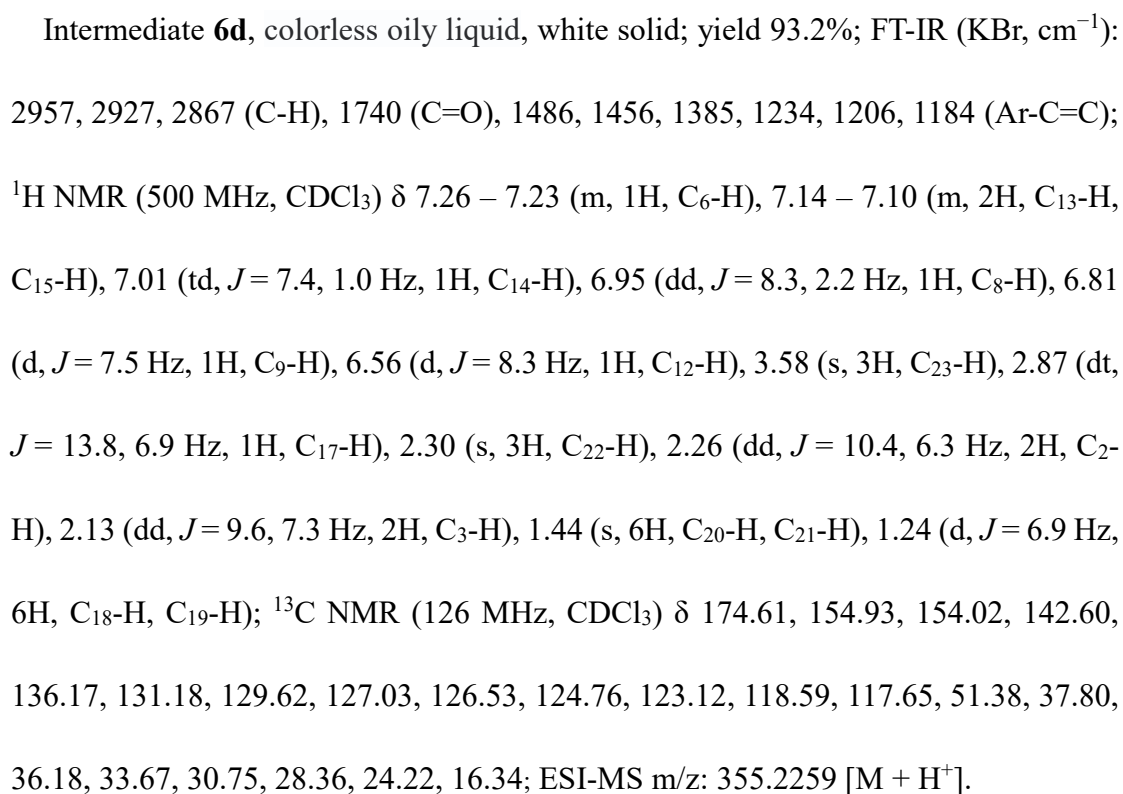 Intermediate 6d, colorless oily liquid, white solid; yield 93.2%; FT-IR (KBr, cm⁻¹):
2957, 2927, 2867 (C-H), 1740 (C=O), 1486, 1456, 1385, 1234, 1206, 1184 (Ar-C=C);
¹H NMR (500 MHz, CDCl₃) δ 7.26 – 7.23 (m, 1H, C₆-H), 7.14 – 7.10 (m, 2H, C₁₃-H,
C₁₅-H), 7.01 (td, J = 7.4, 1.0 Hz, 1H, C₁₄-H), 6.95 (dd, J = 8.3, 2.2 Hz, 1H, C₈-H), 6.81
(d, J = 7.5 Hz, 1H, C₉-H), 6.56 (d, J = 8.3 Hz, 1H, C₁₂-H), 3.58 (s, 3H, C₂₃-H), 2.87 (dt,
J = 13.8, 6.9 Hz, 1H, C₁₇-H), 2.30 (s, 3H, C₂₂-H), 2.26 (dd, J = 10.4, 6.3 Hz, 2H, C₂-
H), 2.13 (dd, J = 9.6, 7.3 Hz, 2H, C₃-H), 1.44 (s, 6H, C₂₀-H, C₂₁-H), 1.24 (d, J = 6.9 Hz,
6H, C₁₈-H, C₁₉-H); ¹³C NMR (126 MHz, CDCl₃) δ 174.61, 154.93, 154.02, 142.60,
136.17, 131.18, 129.62, 127.03, 126.53, 124.76, 123.12, 118.59, 117.65, 51.38, 37.80,
36.18, 33.67, 30.75, 28.36, 24.22, 16.34; ESI-MS m/z: 355.2259 [M + H⁺].